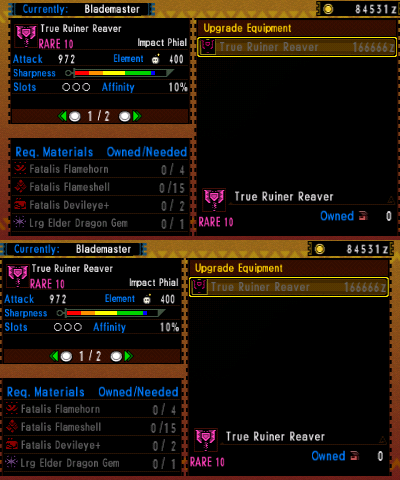 Currently: Blademaster
84531z
True Ruiner Reaver
RARE 10
Impact Phial
Attack 972 Element 400
Sharpness
Slots ○○○ Affinity 10%
1/2
Upgrade Equipment
True Ruiner Reaver 166666z
Req. Materials Owned/Needed
Fatalis Flamehorn 0/ 4
Fatalis Flameshell 0/15
Fatalis Devileye+ 0/ 2
Lrg Elder Dragon Gem 0/ 1
True Ruiner Reaver
RARE 10
Owned 0
Currently: Blademaster
84531z
True Ruiner Reaver
RARE 10
Impact Phial
Attack 972 Element 400
Sharpness
Slots ○○○ Affinity 10%
1/2
Upgrade Equipment
True Ruiner Reaver 166666z
Req. Materials Owned/Needed
Fatalis Flamehorn 0/ 4
Fatalis Flameshell 0/15
Fatalis Devileye+ 0/ 2
Lrg Elder Dragon Gem 0/ 1
True Ruiner Reaver
RARE 10
Owned 0